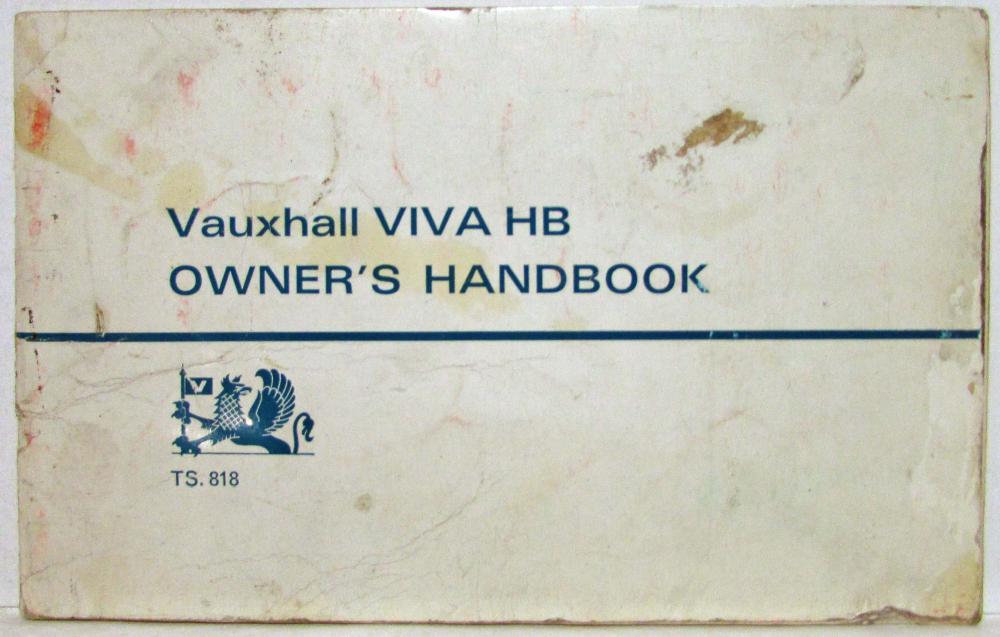 Vauxhall VIVA HB
OWNER'S HANDBOOK
V
TS. 818